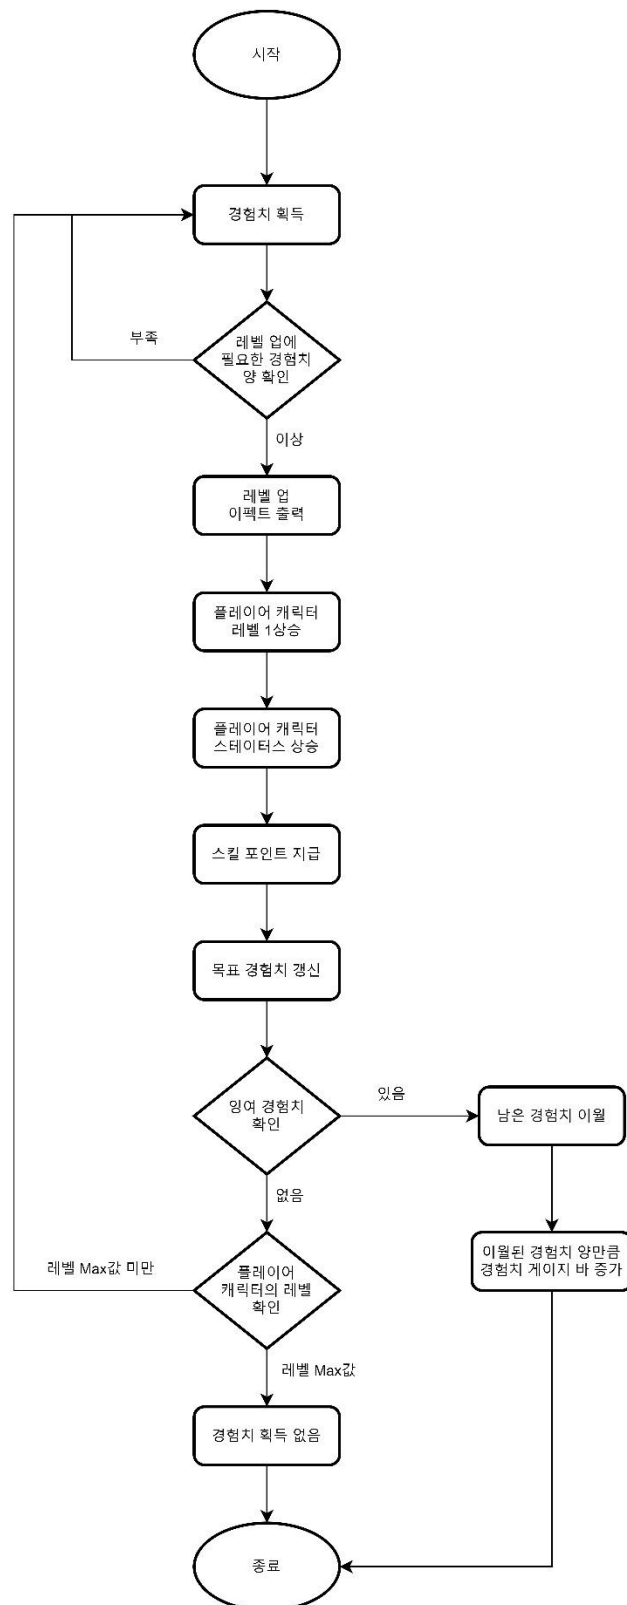 시작
경험치 획득
부족
레벨 업에
필요한 경험치
양 확인
이상
레벨 업
이펙트 출력
플레이어 캐릭터
레벨 1상승
플레이어 캐릭터
스테이터스 상승
스킬 포인트 지급
목표 경험치 갱신
잉여 경험치
확인
있음
남은 경험치 이월
없음
이월된 경험치 양만큼
경험치 게이지 바 증가
레벨 Max값 미만
플레이어
캐릭터의 레벨
확인
레벨 Max값
경험치 획득 없음
종료